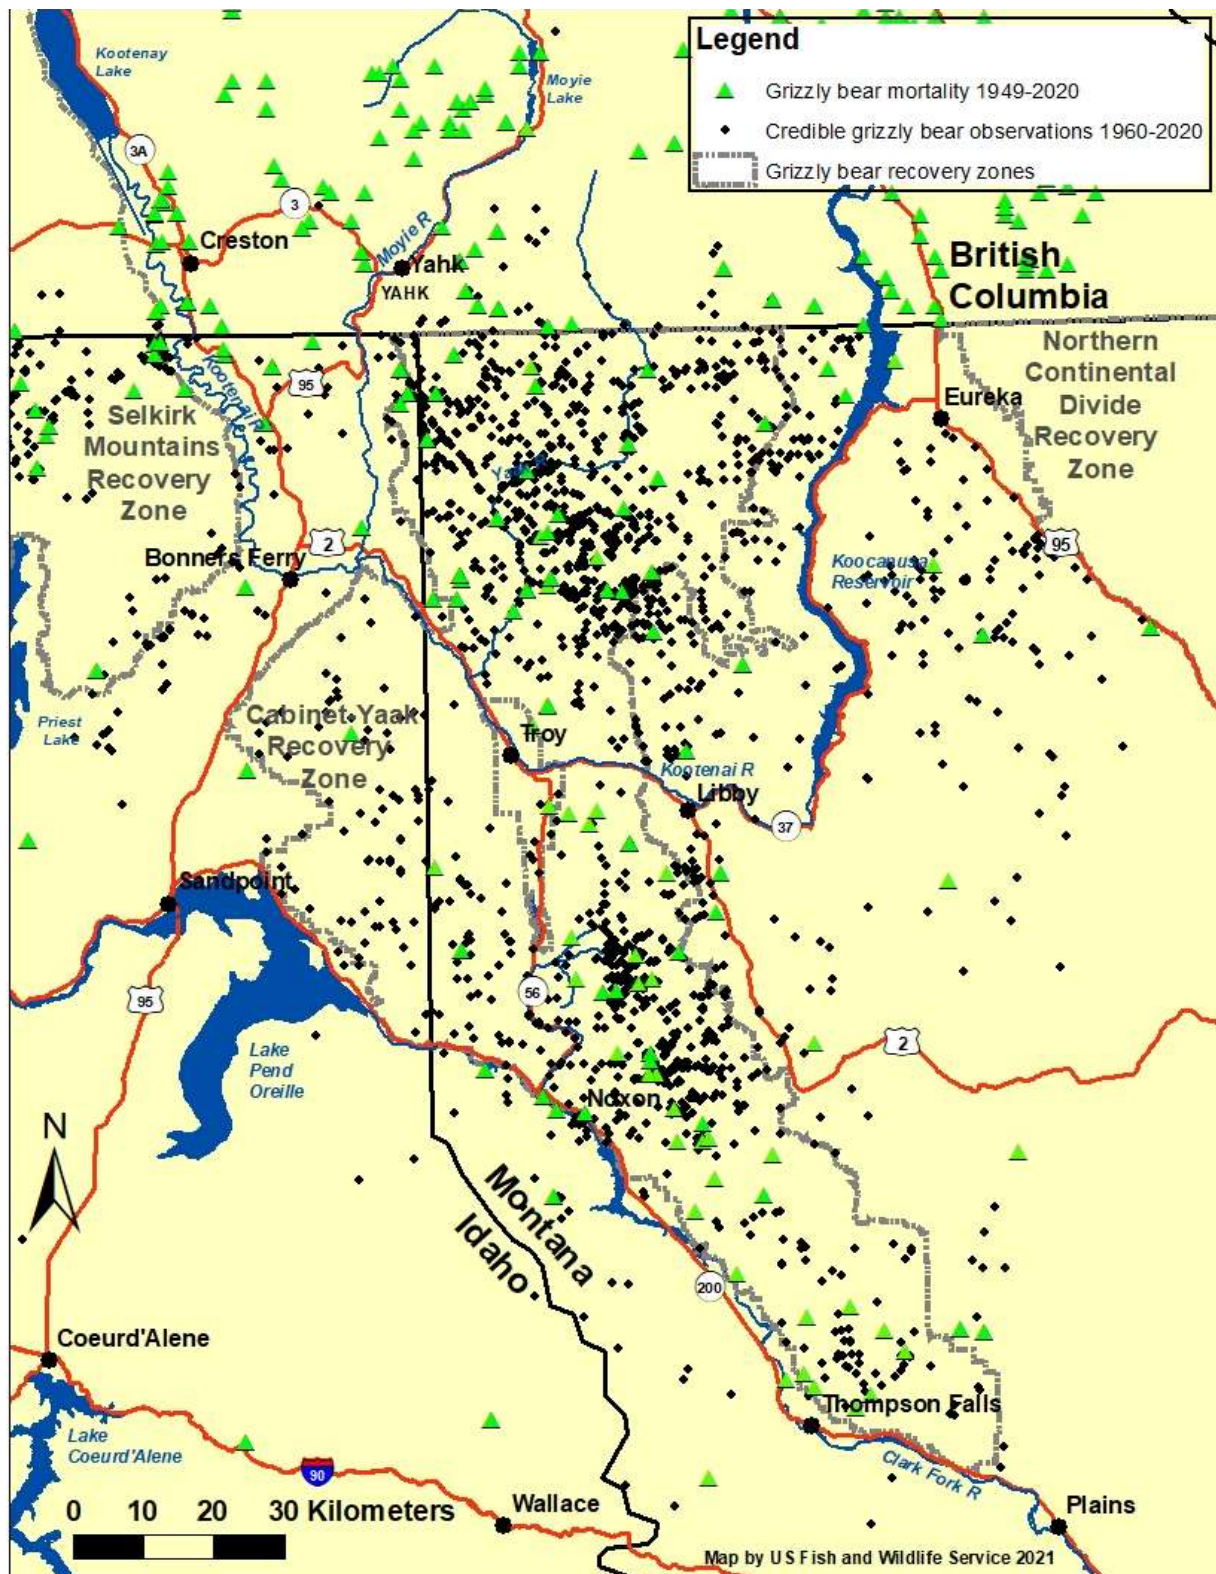 Legend
Grizzly bear mortality 1949-2020
Credible grizzly bear observations 1960-2020
Grizzly bear recovery zones
Kootenay
Lake
Moyie
Lake
3A
3
Creston
Moyie R
Yahk
YAHK
British
Columbia
Northern
Continental
Divide
Recovery
Zone
Kootenai R
95
Eureka
Selkirk
Mountains
Recovery
Zone
Yaak R
2
95
Bonners Ferry
Koocanusa
Reservoir
Priest
Lake
Cabinet-Yaak
Recovery
Zone
Troy
Kootenai R
Libby
37
Sandpoint
56
95
2
Lake
Pend
Oreille
Noxon
N
Montana
Idaho
200
Coeurd'Alene
Thompson Falls
Lake
Coeurd'Alene
Clark Fork R
90
Wallace
Plains
0 10 20 30 Kilometers
Map by US Fish and Wildlife Service 2021